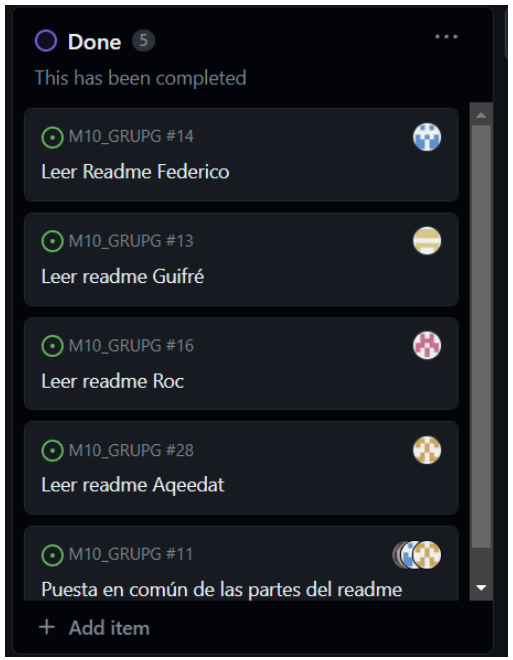 Done 5
This has been completed
M10_GRUPG #14
Leer Readme Federico
M10_GRUPG #13
Leer readme Guifré
M10_GRUPG #16
Leer readme Roc
M10_GRUPG #28
Leer readme Aqeedat
M10_GRUPG #11
Puesta en común de las partes del readme
+ Add item